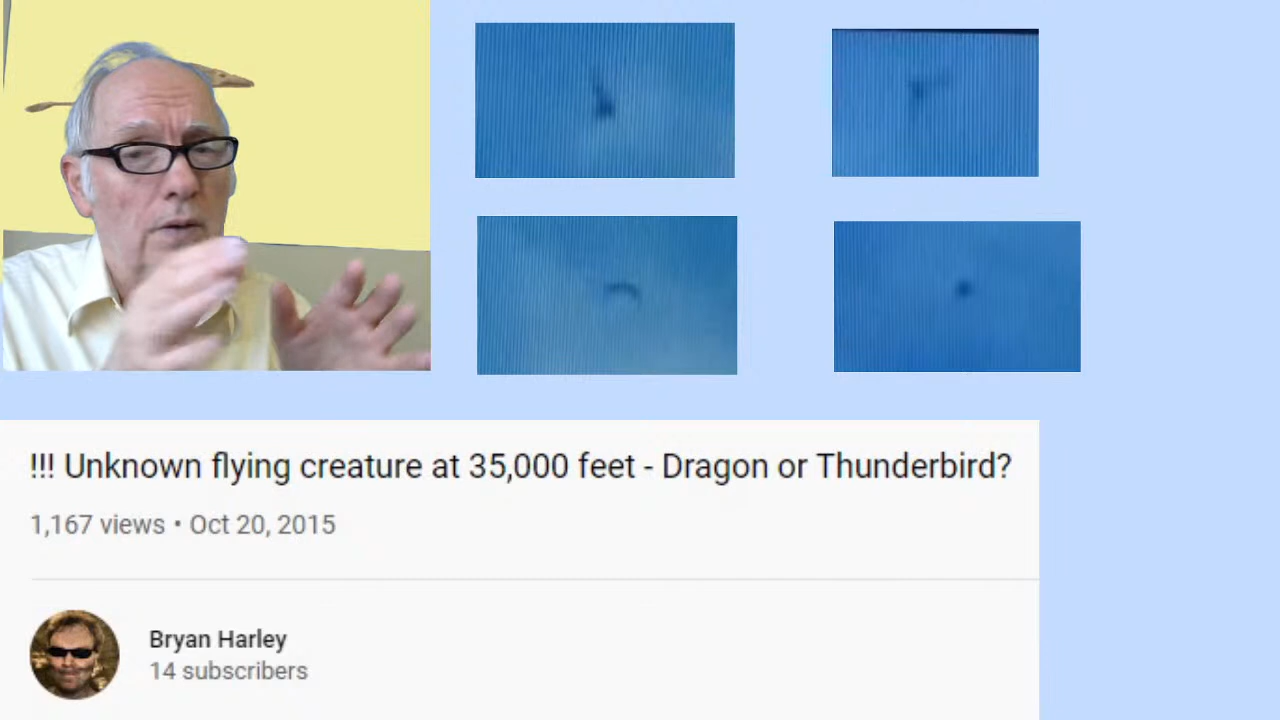 !!! Unknown flying creature at 35,000 feet - Dragon or Thunderbird?
1,167 views • Oct 20, 2015
Bryan Harley
14 subscribers